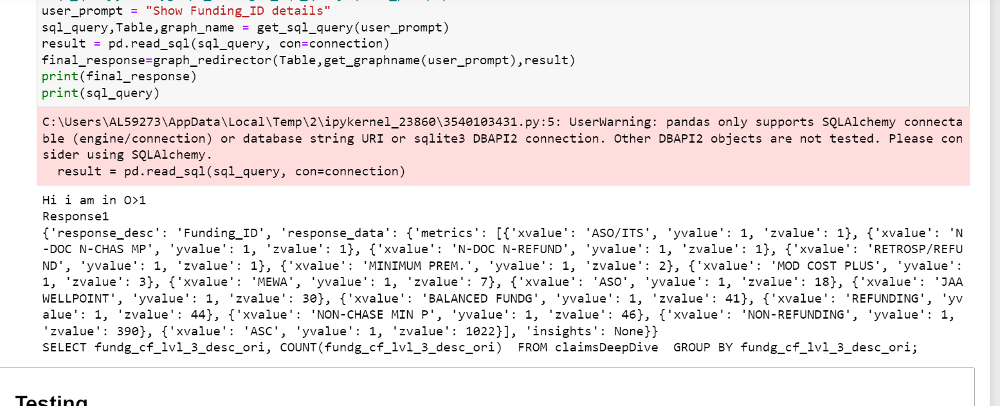 user_prompt = "Show Funding_ID details"
sql_query,Table,graph_name = get_sql_query(user_prompt)
result = pd.read_sql(sql_query, con=connection)
final_response=graph_redirector(Table,get_graphname(user_prompt),result)
print(final_response)
print(sql_query)
C:\Users\AL59273\AppData\Local\Temp\2\ipykernel_23860\3540103431.py:5: UserWarning: pandas only supports SQLAlchemy connecta
ble (engine/connection) or database string URI or sqlite3 DBAPI2 connection. Other DBAPI2 objects are not tested. Please con
sider using SQLAlchemy.
  result = pd.read_sql(sql_query, con=connection)
Hi i am in O>1
Response1
{'response_desc': 'Funding_ID', 'response_data': {'metrics': [{'xvalue': 'ASO/ITS', 'yvalue': 1, 'zvalue': 1}, {'xvalue': 'N
-DOC N-CHAS MP', 'yvalue': 1, 'zvalue': 1}, {'xvalue': 'N-DOC N-REFUND', 'yvalue': 1, 'zvalue': 1}, {'xvalue': 'RETROSP/REFU
ND', 'yvalue': 1, 'zvalue': 1}, {'xvalue': 'MINIMUM PREM.', 'yvalue': 1, 'zvalue': 2}, {'xvalue': 'MOD COST PLUS', 'yvalue':
1, 'zvalue': 3}, {'xvalue': 'MEWA', 'yvalue': 1, 'zvalue': 7}, {'xvalue': 'ASO', 'yvalue': 1, 'zvalue': 18}, {'xvalue': 'JAA
WELLPOINT', 'yvalue': 1, 'zvalue': 30}, {'xvalue': 'BALANCED FUNDG', 'yvalue': 1, 'zvalue': 41}, {'xvalue': 'REFUNDING', 'yv
alue': 1, 'zvalue': 44}, {'xvalue': 'NON-CHASE MIN P', 'yvalue': 1, 'zvalue': 46}, {'xvalue': 'NON-REFUNDING', 'yvalue': 1,
'zvalue': 390}, {'xvalue': 'ASC', 'yvalue': 1, 'zvalue': 1022}], 'insights': None}}
SELECT fundg_cf_lvl_3_desc_ori, COUNT(fundg_cf_lvl_3_desc_ori)  FROM claimsDeepDive  GROUP BY fundg_cf_lvl_3_desc_ori;
Testing